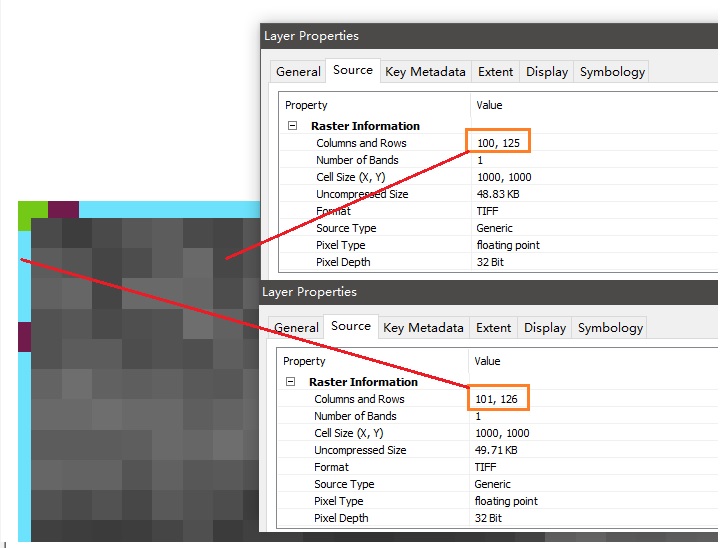 Layer Properties
General Source Key Metadata Extent Display Symbology
Property Value
Raster Information
Columns and Rows 100, 125
Number of Bands 1
Cell Size (X, Y) 1000, 1000
Uncompressed Size 48.83 KB
Format TIFF
Source Type Generic
Pixel Type floating point
Pixel Depth 32 Bit
Layer Properties
General Source Key Metadata Extent Display Symbology
Property Value
Raster Information
Columns and Rows 101, 126
Number of Bands 1
Cell Size (X, Y) 1000, 1000
Uncompressed Size 49.71 KB
Format TIFF
Source Type Generic
Pixel Type floating point
Pixel Depth 32 Bit